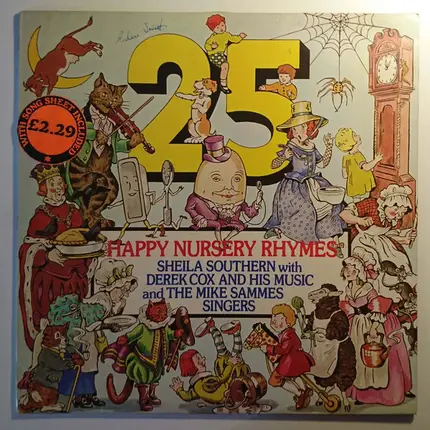 25
WITH SONG SHEET INCLUDED
£2.29
HAPPY NURSERY RHYMES
SHEILA SOUTHERN with
DEREK COX AND HIS MUSIC
and THE MIKE SAMMES
SINGERS